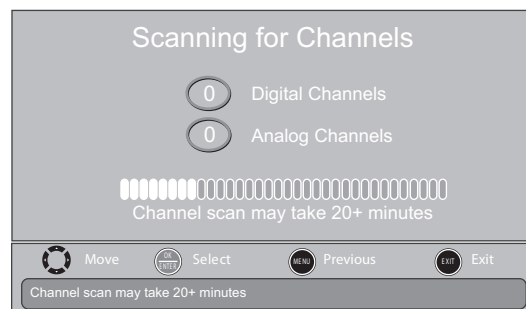 Scanning for Channels
0 Digital Channels
0 Analog Channels
Channel scan may take 20+ minutes
Move OK ENTER Select MENU Previous EXIT Exit
Channel scan may take 20+ minutes